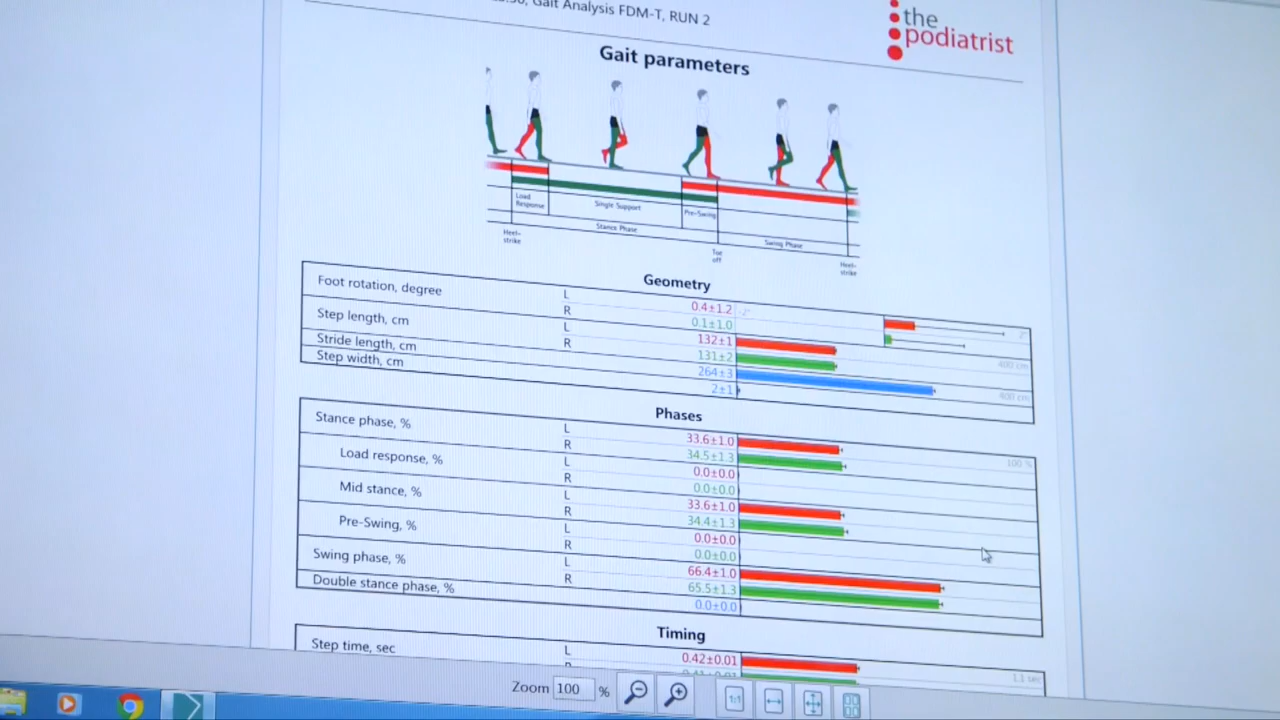 Gait Analysis FDM-T, RUN 2
the
podiatrist
Gait parameters
Load
Response
Single Support
Pre-Swing
Stance Phase
Swing Phase
Heel-
strike
Toe
off
Heel-
strike
Geometry
Foot rotation, degree L 0.4±1.2 -2° 2°
R 0.1±1.0
Step length, cm L 132±1 400 cm
R 131±2
Stride length, cm 264±3 400 cm
Step width, cm 2±1
Phases
Stance phase, % L 33.6±1.0 100 %
R 34.5±1.3
Load response, % L 0.0±0.0
R 0.0±0.0
Mid stance, % L 33.6±1.0
R 34.4±1.3
Pre-Swing, % L 0.0±0.0
R 0.0±0.0
Swing phase, % L 66.4±1.0
R 65.5±1.3
Double stance phase, % 0.0±0.0
Timing
Step time, sec L 0.42±0.01 1.1 sec
Zoom 100 %
1:1